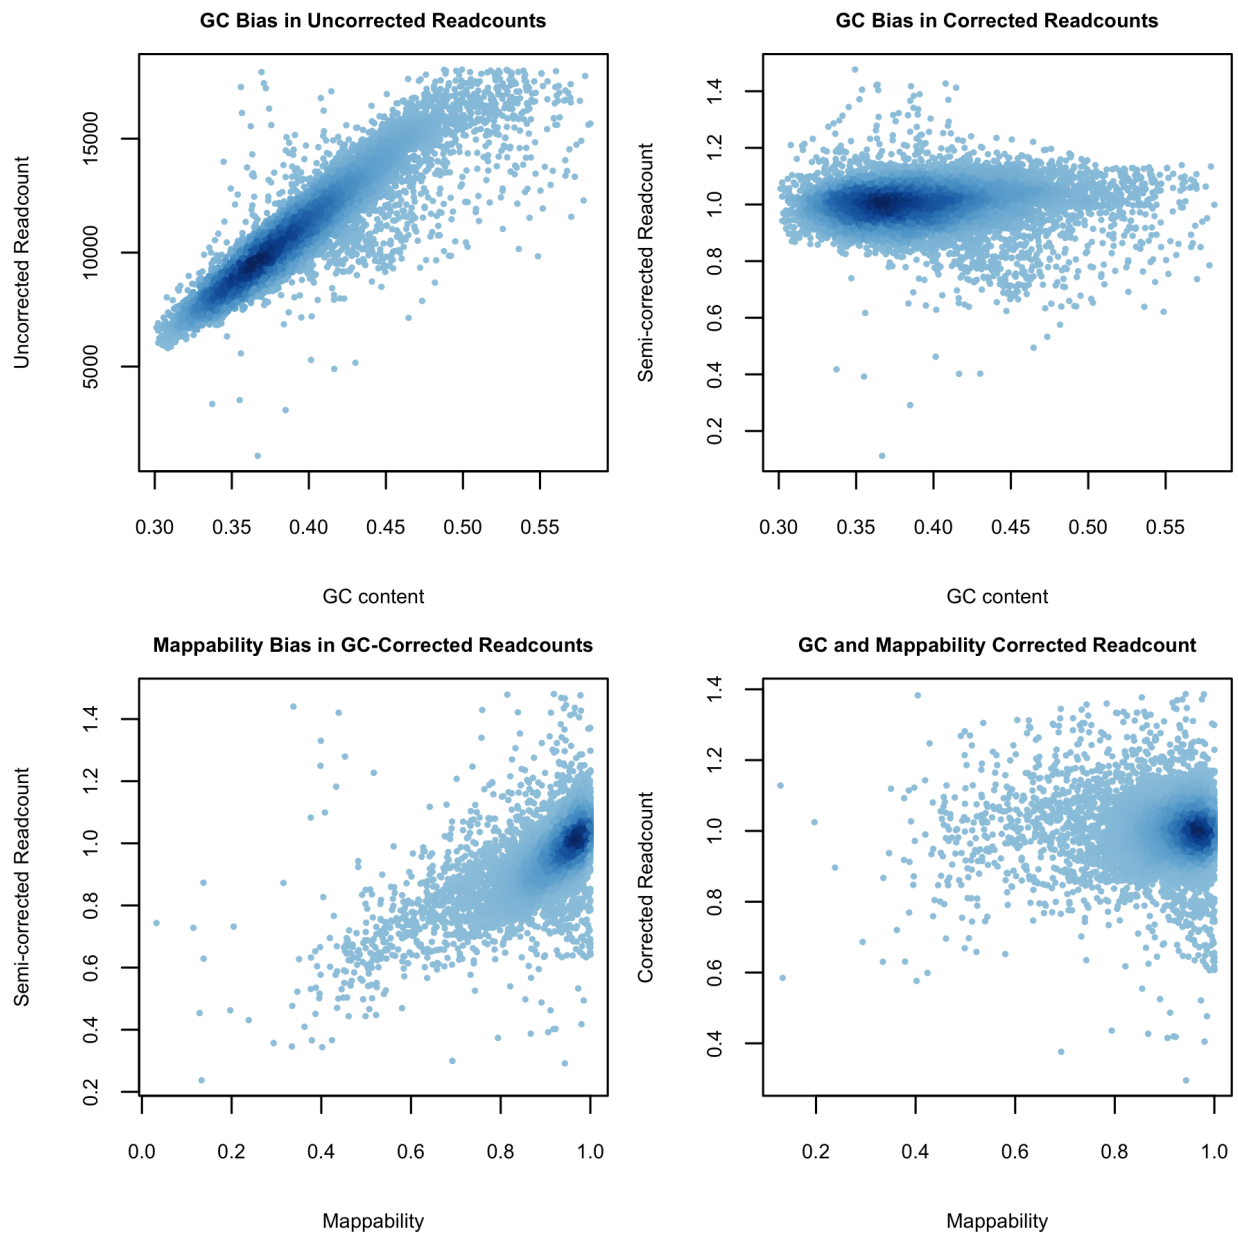 GC Bias in Uncorrected Readcounts
Uncorrected Readcount
15000
10000
5000
0.30 0.35 0.40 0.45 0.50 0.55
GC content
GC Bias in Corrected Readcounts
Semi-corrected Readcount
1.4
1.2
1.0
0.8
0.6
0.4
0.2
0.30 0.35 0.40 0.45 0.50 0.55
GC content
Mappability Bias in GC-Corrected Readcounts
Semi-corrected Readcount
1.4
1.2
1.0
0.8
0.6
0.4
0.2
0.0 0.2 0.4 0.6 0.8 1.0
Mappability
GC and Mappability Corrected Readcount
Corrected Readcount
1.4
1.2
1.0
0.8
0.6
0.4
0.2 0.4 0.6 0.8 1.0
Mappability